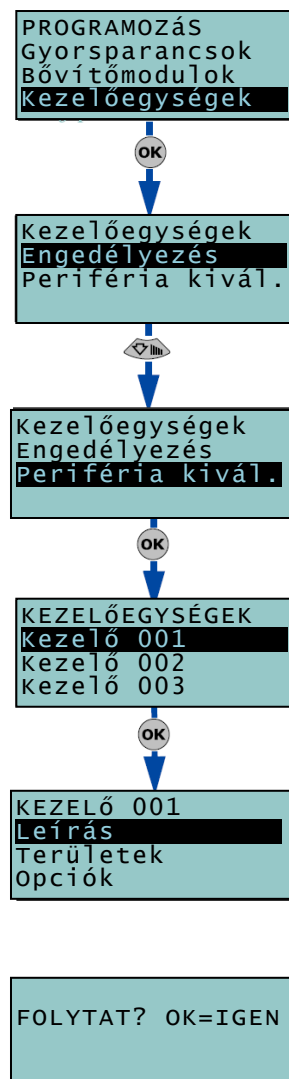 PROGRAMOZáS
Gyorsparancsok
Bővítőmodulok
Kezelőegységek
OK
Kezelőegységek
Engedélyezés
Periféria kivál.
Kezelőegységek
Engedélyezés
Periféria kivál.
OK
KEZELőEGYSÉGEK
Kezelő 001
Kezelő 002
Kezelő 003
OK
KEZELő 001
Leírás
Területek
Opciók
FOLYTAT? OK=IGEN